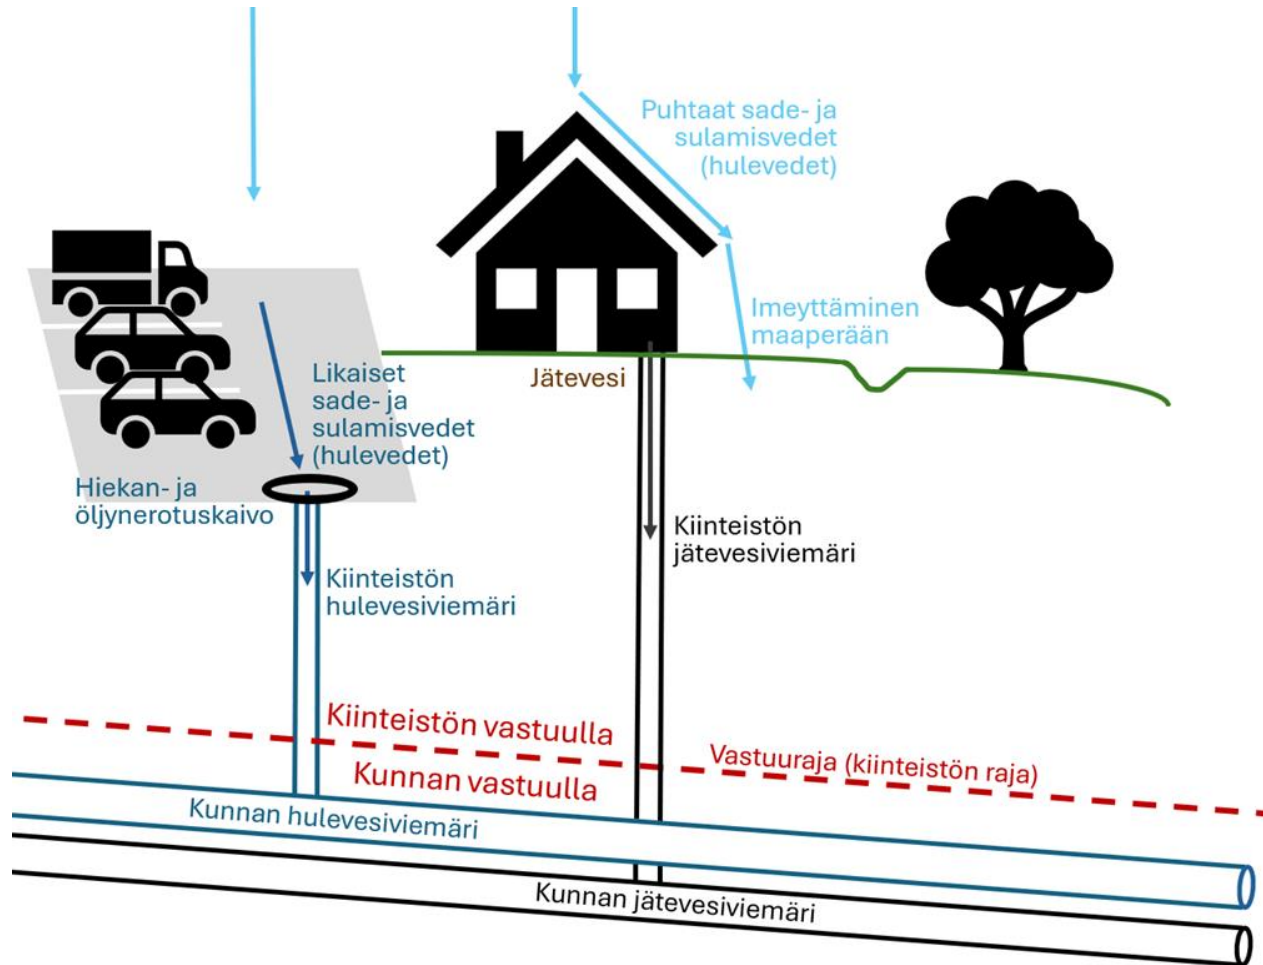 Puhtaat sade- ja
sulamisvedet
(hulevedet)
Imeyttäminen
maaperään
Jätevesi
Likaiset
sade- ja
sulamisvedet
(hulevedet)
Hiekan- ja
öljynerotuskaivo
Kiinteistön
jätevesiviemäri
Kiinteistön
hulevesiviemäri
Kiinteistön vastuulla
Vastuuraja (kiinteistön raja)
Kunnan vastuulla
Kunnan hulevesiviemäri
Kunnan jätevesiviemäri